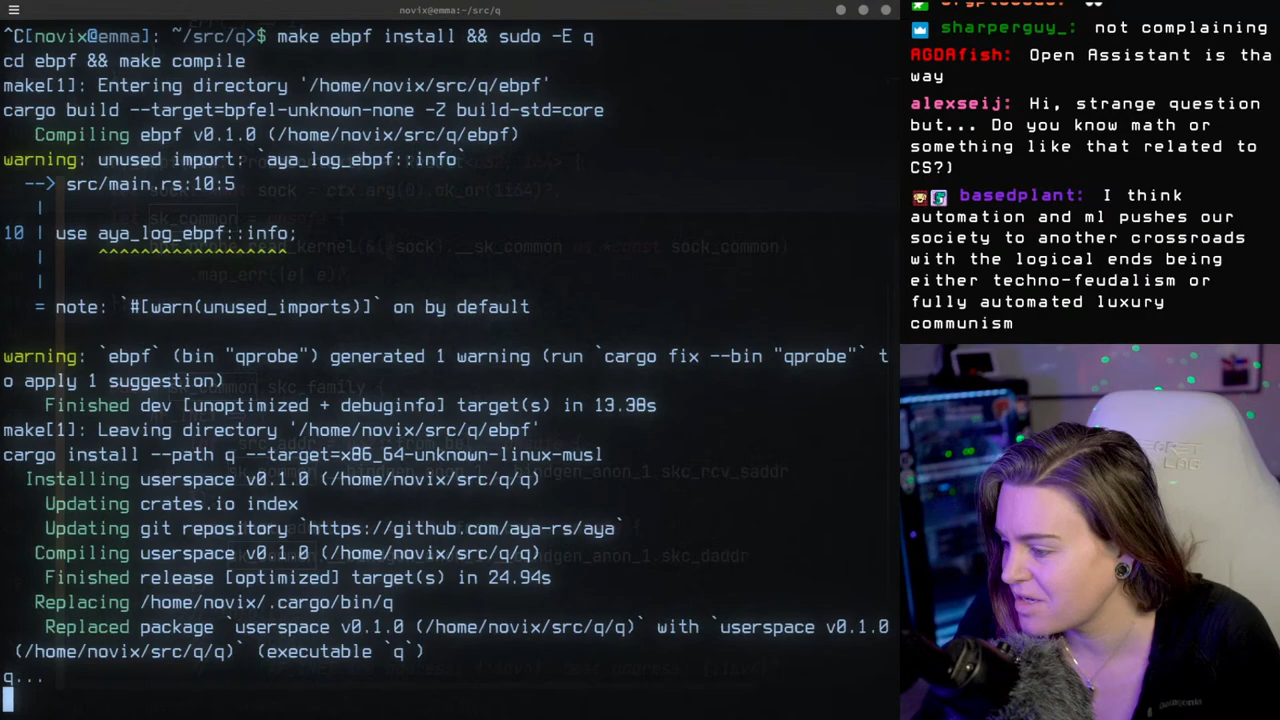 novix@emma:~/src/q
^C[novix@emma]: ~/src/q>$ make ebpf install && sudo -E q
cd ebpf && make compile
make[1]: Entering directory '/home/novix/src/q/ebpf'
cargo build --target=bpfel-unknown-none -Z build-std=core
Compiling ebpf v0.1.0 (/home/novix/src/q/ebpf)
warning: unused import: `aya_log_ebpf::info`
--> src/main.rs:10:5
|
10 | use aya_log_ebpf::info;
| ^^^^^^^^^^^^^^^^^^
|
= note: `#[warn(unused_imports)]` on by default
warning: `ebpf` (bin "qprobe") generated 1 warning (run `cargo fix --bin "qprobe"` t
o apply 1 suggestion)
Finished dev [unoptimized + debuginfo] target(s) in 13.38s
make[1]: Leaving directory '/home/novix/src/q/ebpf'
cargo install --path q --target=x86_64-unknown-linux-musl
Installing userspace v0.1.0 (/home/novix/src/q/q)
Updating crates.io index
Updating git repository `https://github.com/aya-rs/aya`
Compiling userspace v0.1.0 (/home/novix/src/q/q)
Finished release [optimized] target(s) in 24.94s
Replacing /home/novix/.cargo/bin/q
Replaced package `userspace v0.1.0 (/home/novix/src/q/q)` with `userspace v0.1.0
(/home/novix/src/q/q)` (executable `q`)
q...
sharperguy_: not complaining
AGDAfish: Open Assistant is tha
way
alexseij: Hi, strange question
but... Do you know math or
something like that related to
CS?)
basedplant: I think
automation and ml pushes our
society to another crossroads
with the logical ends being
either techno-feudalism or
fully automated luxury
communism
SECRET
LAB